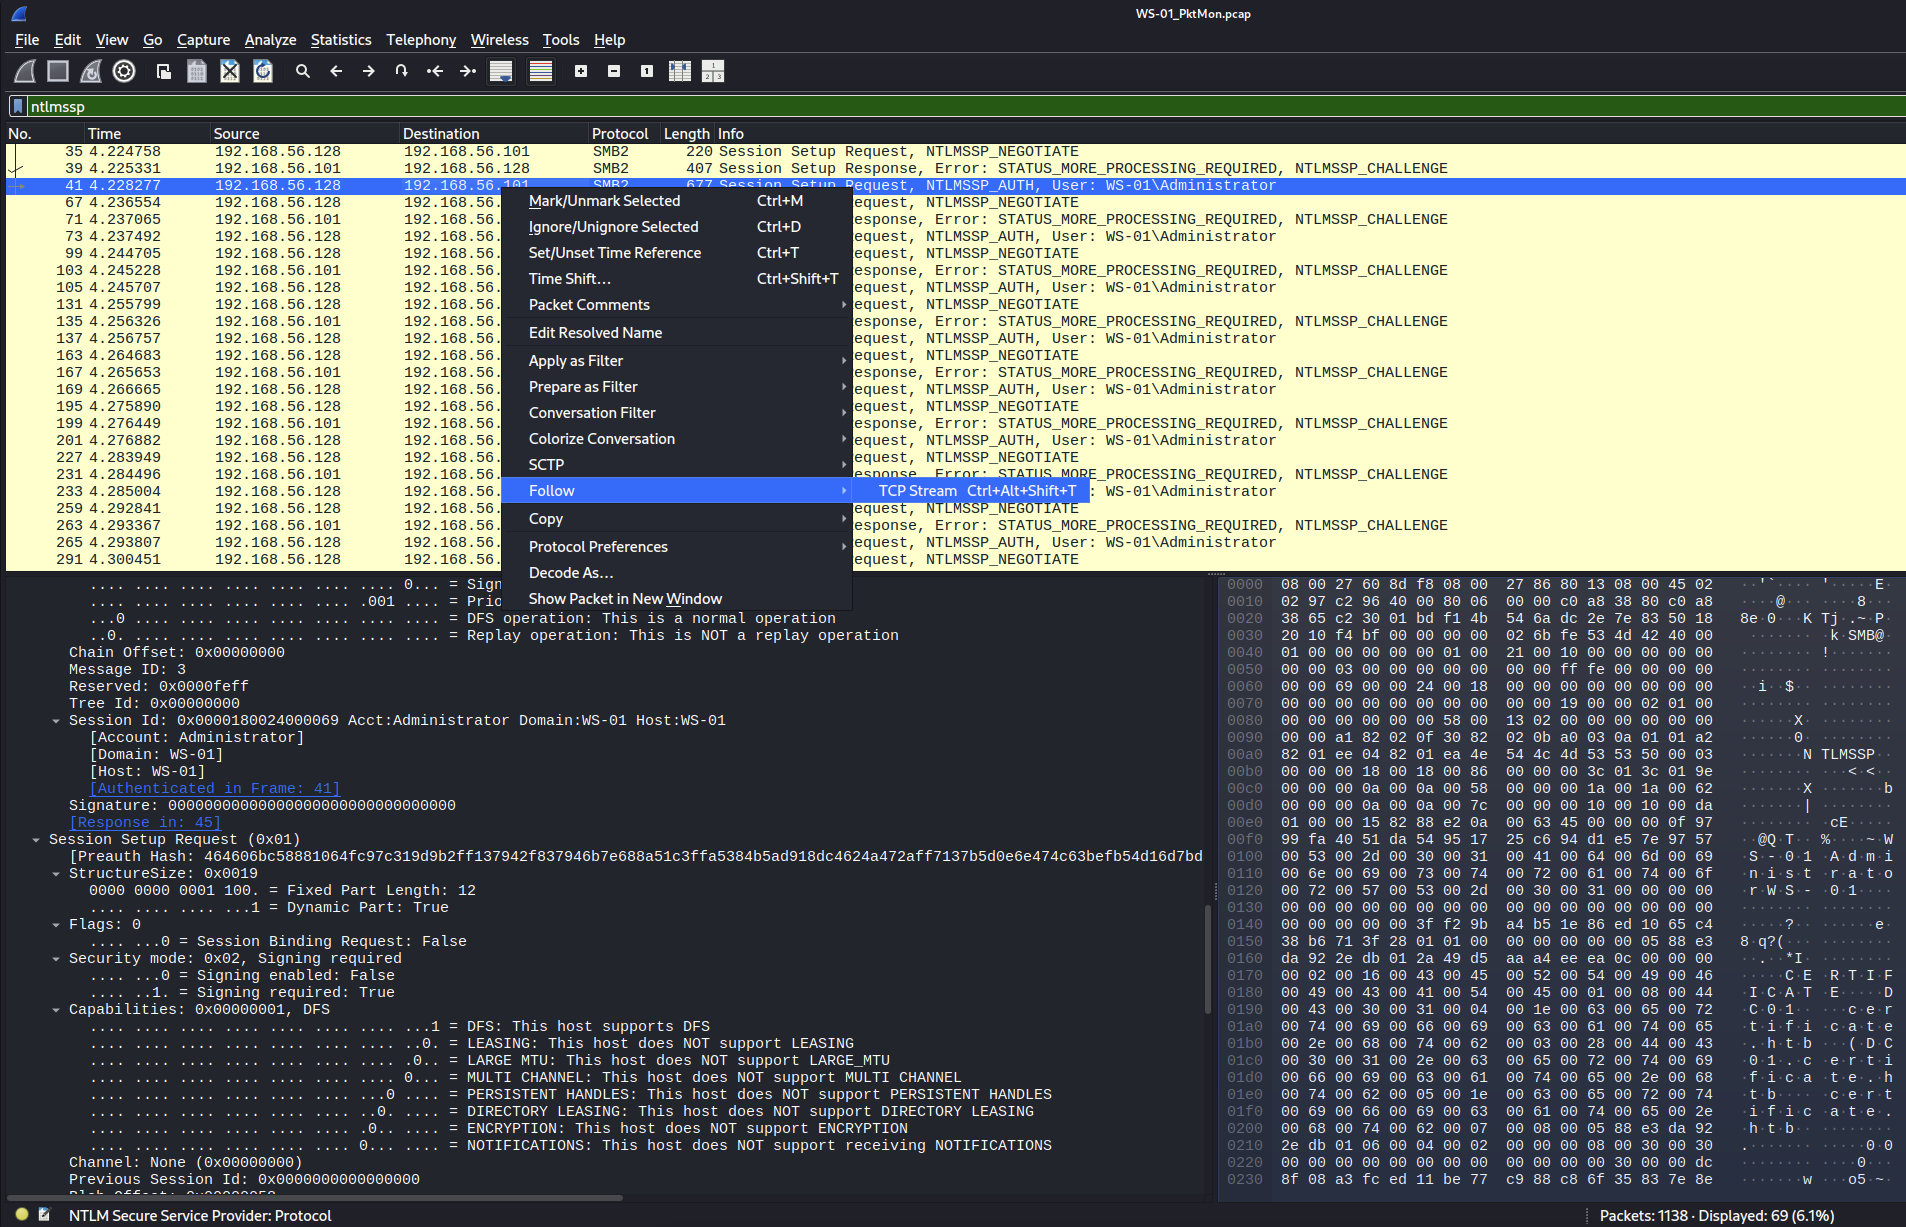 WS-01_PktMon.pcap
File Edit View Go Capture Analyze Statistics Telephony Wireless Tools Help
ntlmssp
No. Time Source Destination Protocol Length Info
35 4.224758 192.168.56.128 192.168.56.101 SMB2 220 Session Setup Request, NTLMSSP_NEGOTIATE
39 4.225331 192.168.56.101 192.168.56.128 SMB2 407 Session Setup Response, Error: STATUS_MORE_PROCESSING_REQUIRED, NTLMSSP_CHALLENGE
41 4.228277 192.168.56.128 192.168.56.101 SMB2 677 Session Setup Request, NTLMSSP_AUTH, User: WS-01\Administrator
67 4.236554 192.168.56.128 192.168.56. equest, NTLMSSP_NEGOTIATE
71 4.237065 192.168.56.101 192.168.56. esponse, Error: STATUS_MORE_PROCESSING_REQUIRED, NTLMSSP_CHALLENGE
73 4.237492 192.168.56.128 192.168.56. equest, NTLMSSP_AUTH, User: WS-01\Administrator
99 4.244705 192.168.56.128 192.168.56. equest, NTLMSSP_NEGOTIATE
103 4.245228 192.168.56.101 192.168.56. esponse, Error: STATUS_MORE_PROCESSING_REQUIRED, NTLMSSP_CHALLENGE
105 4.245707 192.168.56.128 192.168.56. equest, NTLMSSP_AUTH, User: WS-01\Administrator
131 4.255799 192.168.56.128 192.168.56. equest, NTLMSSP_NEGOTIATE
135 4.256326 192.168.56.101 192.168.56. esponse, Error: STATUS_MORE_PROCESSING_REQUIRED, NTLMSSP_CHALLENGE
137 4.256757 192.168.56.128 192.168.56. equest, NTLMSSP_AUTH, User: WS-01\Administrator
163 4.264683 192.168.56.128 192.168.56. equest, NTLMSSP_NEGOTIATE
167 4.265653 192.168.56.101 192.168.56. esponse, Error: STATUS_MORE_PROCESSING_REQUIRED, NTLMSSP_CHALLENGE
169 4.266665 192.168.56.128 192.168.56. equest, NTLMSSP_AUTH, User: WS-01\Administrator
195 4.275890 192.168.56.128 192.168.56. equest, NTLMSSP_NEGOTIATE
199 4.276449 192.168.56.101 192.168.56. esponse, Error: STATUS_MORE_PROCESSING_REQUIRED, NTLMSSP_CHALLENGE
201 4.276882 192.168.56.128 192.168.56. equest, NTLMSSP_AUTH, User: WS-01\Administrator
227 4.283949 192.168.56.128 192.168.56. equest, NTLMSSP_NEGOTIATE
231 4.284496 192.168.56.101 192.168.56. esponse, Error: STATUS_MORE_PROCESSING_REQUIRED, NTLMSSP_CHALLENGE
233 4.285004 192.168.56.128 192.168.56. : WS-01\Administrator
259 4.292841 192.168.56.128 192.168.56. equest, NTLMSSP_NEGOTIATE
263 4.293367 192.168.56.101 192.168.56. esponse, Error: STATUS_MORE_PROCESSING_REQUIRED, NTLMSSP_CHALLENGE
265 4.293807 192.168.56.128 192.168.56. equest, NTLMSSP_AUTH, User: WS-01\Administrator
291 4.300451 192.168.56.128 192.168.56. equest, NTLMSSP_NEGOTIATE
Mark/Unmark Selected Ctrl+M
Ignore/Unignore Selected Ctrl+D
Set/Unset Time Reference Ctrl+T
Time Shift... Ctrl+Shift+T
Packet Comments
Edit Resolved Name
Apply as Filter
Prepare as Filter
Conversation Filter
Colorize Conversation
SCTP
Follow
TCP Stream Ctrl+Alt+Shift+T
Copy
Protocol Preferences
Decode As...
Show Packet in New Window
.... .... .... .... .... .... .... 0... = Sign
.... .... .... .... .... .... .001 .... = Prio
...0 .... .... .... .... .... .... .... = DFS operation: This is a normal operation
..0. .... .... .... .... .... .... .... = Replay operation: This is NOT a replay operation
Chain Offset: 0x00000000
Message ID: 3
Reserved: 0x0000feff
Tree Id: 0x00000000
Session Id: 0x0000180024000069 Acct:Administrator Domain:WS-01 Host:WS-01
[Account: Administrator]
[Domain: WS-01]
[Host: WS-01]
[Authenticated in Frame: 41]
Signature: 00000000000000000000000000000000
[Response in: 45]
Session Setup Request (0x01)
[Preauth Hash: 464606bc58881064fc97c319d9b2ff137942f837946b7e688a51c3ffa5384b5ad918dc4624a472aff7137b5d0e6e474c63befb54d16d7bd
StructureSize: 0x0019
0000 0000 0001 100. = Fixed Part Length: 12
.... .... .... ...1 = Dynamic Part: True
Flags: 0
.... ...0 = Session Binding Request: False
Security mode: 0x02, Signing required
.... ...0 = Signing enabled: False
.... ..1. = Signing required: True
Capabilities: 0x00000001, DFS
.... .... .... .... .... .... .... ...1 = DFS: This host supports DFS
.... .... .... .... .... .... .... ..0. = LEASING: This host does NOT support LEASING
.... .... .... .... .... .... .... .0.. = LARGE MTU: This host does NOT support LARGE_MTU
.... .... .... .... .... .... .... 0... = MULTI CHANNEL: This host does NOT support MULTI CHANNEL
.... .... .... .... .... .... ...0 .... = PERSISTENT HANDLES: This host does NOT support PERSISTENT HANDLES
.... .... .... .... .... .... ..0. .... = DIRECTORY LEASING: This host does NOT support DIRECTORY LEASING
.... .... .... .... .... .... .0.. .... = ENCRYPTION: This host does NOT support ENCRYPTION
.... .... .... .... .... .... 0... .... = NOTIFICATIONS: This host does NOT support receiving NOTIFICATIONS
Channel: None (0x00000000)
Previous Session Id: 0x0000000000000000
0000 08 00 27 60 8d f8 08 00 27 86 80 13 08 00 45 02
0010 02 97 c2 96 40 00 80 06 00 00 c0 a8 38 80 c0 a8
0020 38 65 c2 30 01 bd f1 4b 54 6a dc 2e 7e 83 50 18
0030 20 10 f4 bf 00 00 00 00 02 6b fe 53 4d 42 40 00
0040 01 00 00 00 00 00 01 00 21 00 10 00 00 00 00 00
0050 00 00 03 00 00 00 00 00 00 00 ff fe 00 00 00 00
0060 00 00 69 00 00 24 00 18 00 00 00 00 00 00 00 00
0070 00 00 00 00 00 00 00 00 00 00 19 00 00 02 01 00
0080 00 00 00 00 00 00 58 00 13 02 00 00 00 00 00 00
0090 00 00 a1 82 02 0f 30 82 02 0b a0 03 0a 01 01 a2
00a0 82 01 ee 04 82 01 ea 4e 54 4c 4d 53 53 50 00 03
00b0 00 00 00 18 00 18 00 86 00 00 00 3c 01 3c 01 9e
00c0 00 00 00 0a 00 0a 00 58 00 00 00 1a 00 1a 00 62
00d0 00 00 00 0a 00 0a 00 7c 00 00 00 10 00 10 00 da
00e0 01 00 00 15 82 88 e2 0a 00 63 45 00 00 00 0f 97
00f0 99 fa 40 51 da 54 95 17 25 c6 94 d1 e5 7e 97 57
0100 00 53 00 2d 00 30 00 31 00 41 00 64 00 6d 00 69
0110 00 6e 00 69 00 73 00 74 00 72 00 61 00 74 00 6f
0120 00 72 00 57 00 53 00 2d 00 30 00 31 00 00 00 00
0130 00 00 00 00 00 00 00 00 00 00 00 00 00 00 00 00
0140 00 00 00 00 00 3f f2 9b a4 b5 1e 86 ed 10 65 c4
0150 38 b6 71 3f 28 01 01 00 00 00 00 00 00 05 88 e3
0160 da 92 2e db 01 2a 49 d5 aa a4 ee ea 0c 00 00 00
0170 00 02 00 16 00 43 00 45 00 52 00 54 00 49 00 46
0180 00 49 00 43 00 41 00 54 00 45 00 01 00 08 00 44
0190 00 43 00 30 00 31 00 04 00 1e 00 63 00 65 00 72
01a0 00 74 00 69 00 66 00 69 00 63 00 61 00 74 00 65
01b0 00 2e 00 68 00 74 00 62 00 03 00 28 00 44 00 43
01c0 00 30 00 31 00 2e 00 63 00 65 00 72 00 74 00 69
01d0 00 66 00 69 00 63 00 61 00 74 00 65 00 2e 00 68
01e0 00 74 00 62 00 05 00 1e 00 63 00 65 00 72 00 74
01f0 00 69 00 66 00 69 00 63 00 61 00 74 00 65 00 2e
0200 00 68 00 74 00 62 00 07 00 08 00 05 88 e3 da 92
0210 2e db 01 06 00 04 00 02 00 00 00 08 00 30 00 30
0220 00 00 00 00 00 00 00 00 00 00 00 00 30 00 00 dc
0230 8f 08 a3 fc ed 11 be 77 c9 88 c8 6f 35 83 7e 8e
NTLM Secure Service Provider: Protocol
Packets: 1138 · Displayed: 69 (6.1%)